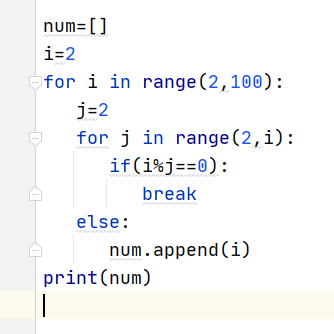 num=[]
i=2
for i in range(2,100):
    j=2
    for j in range(2,i):
        if(i%j==0):
            break
    else:
        num.append(i)
print(num)